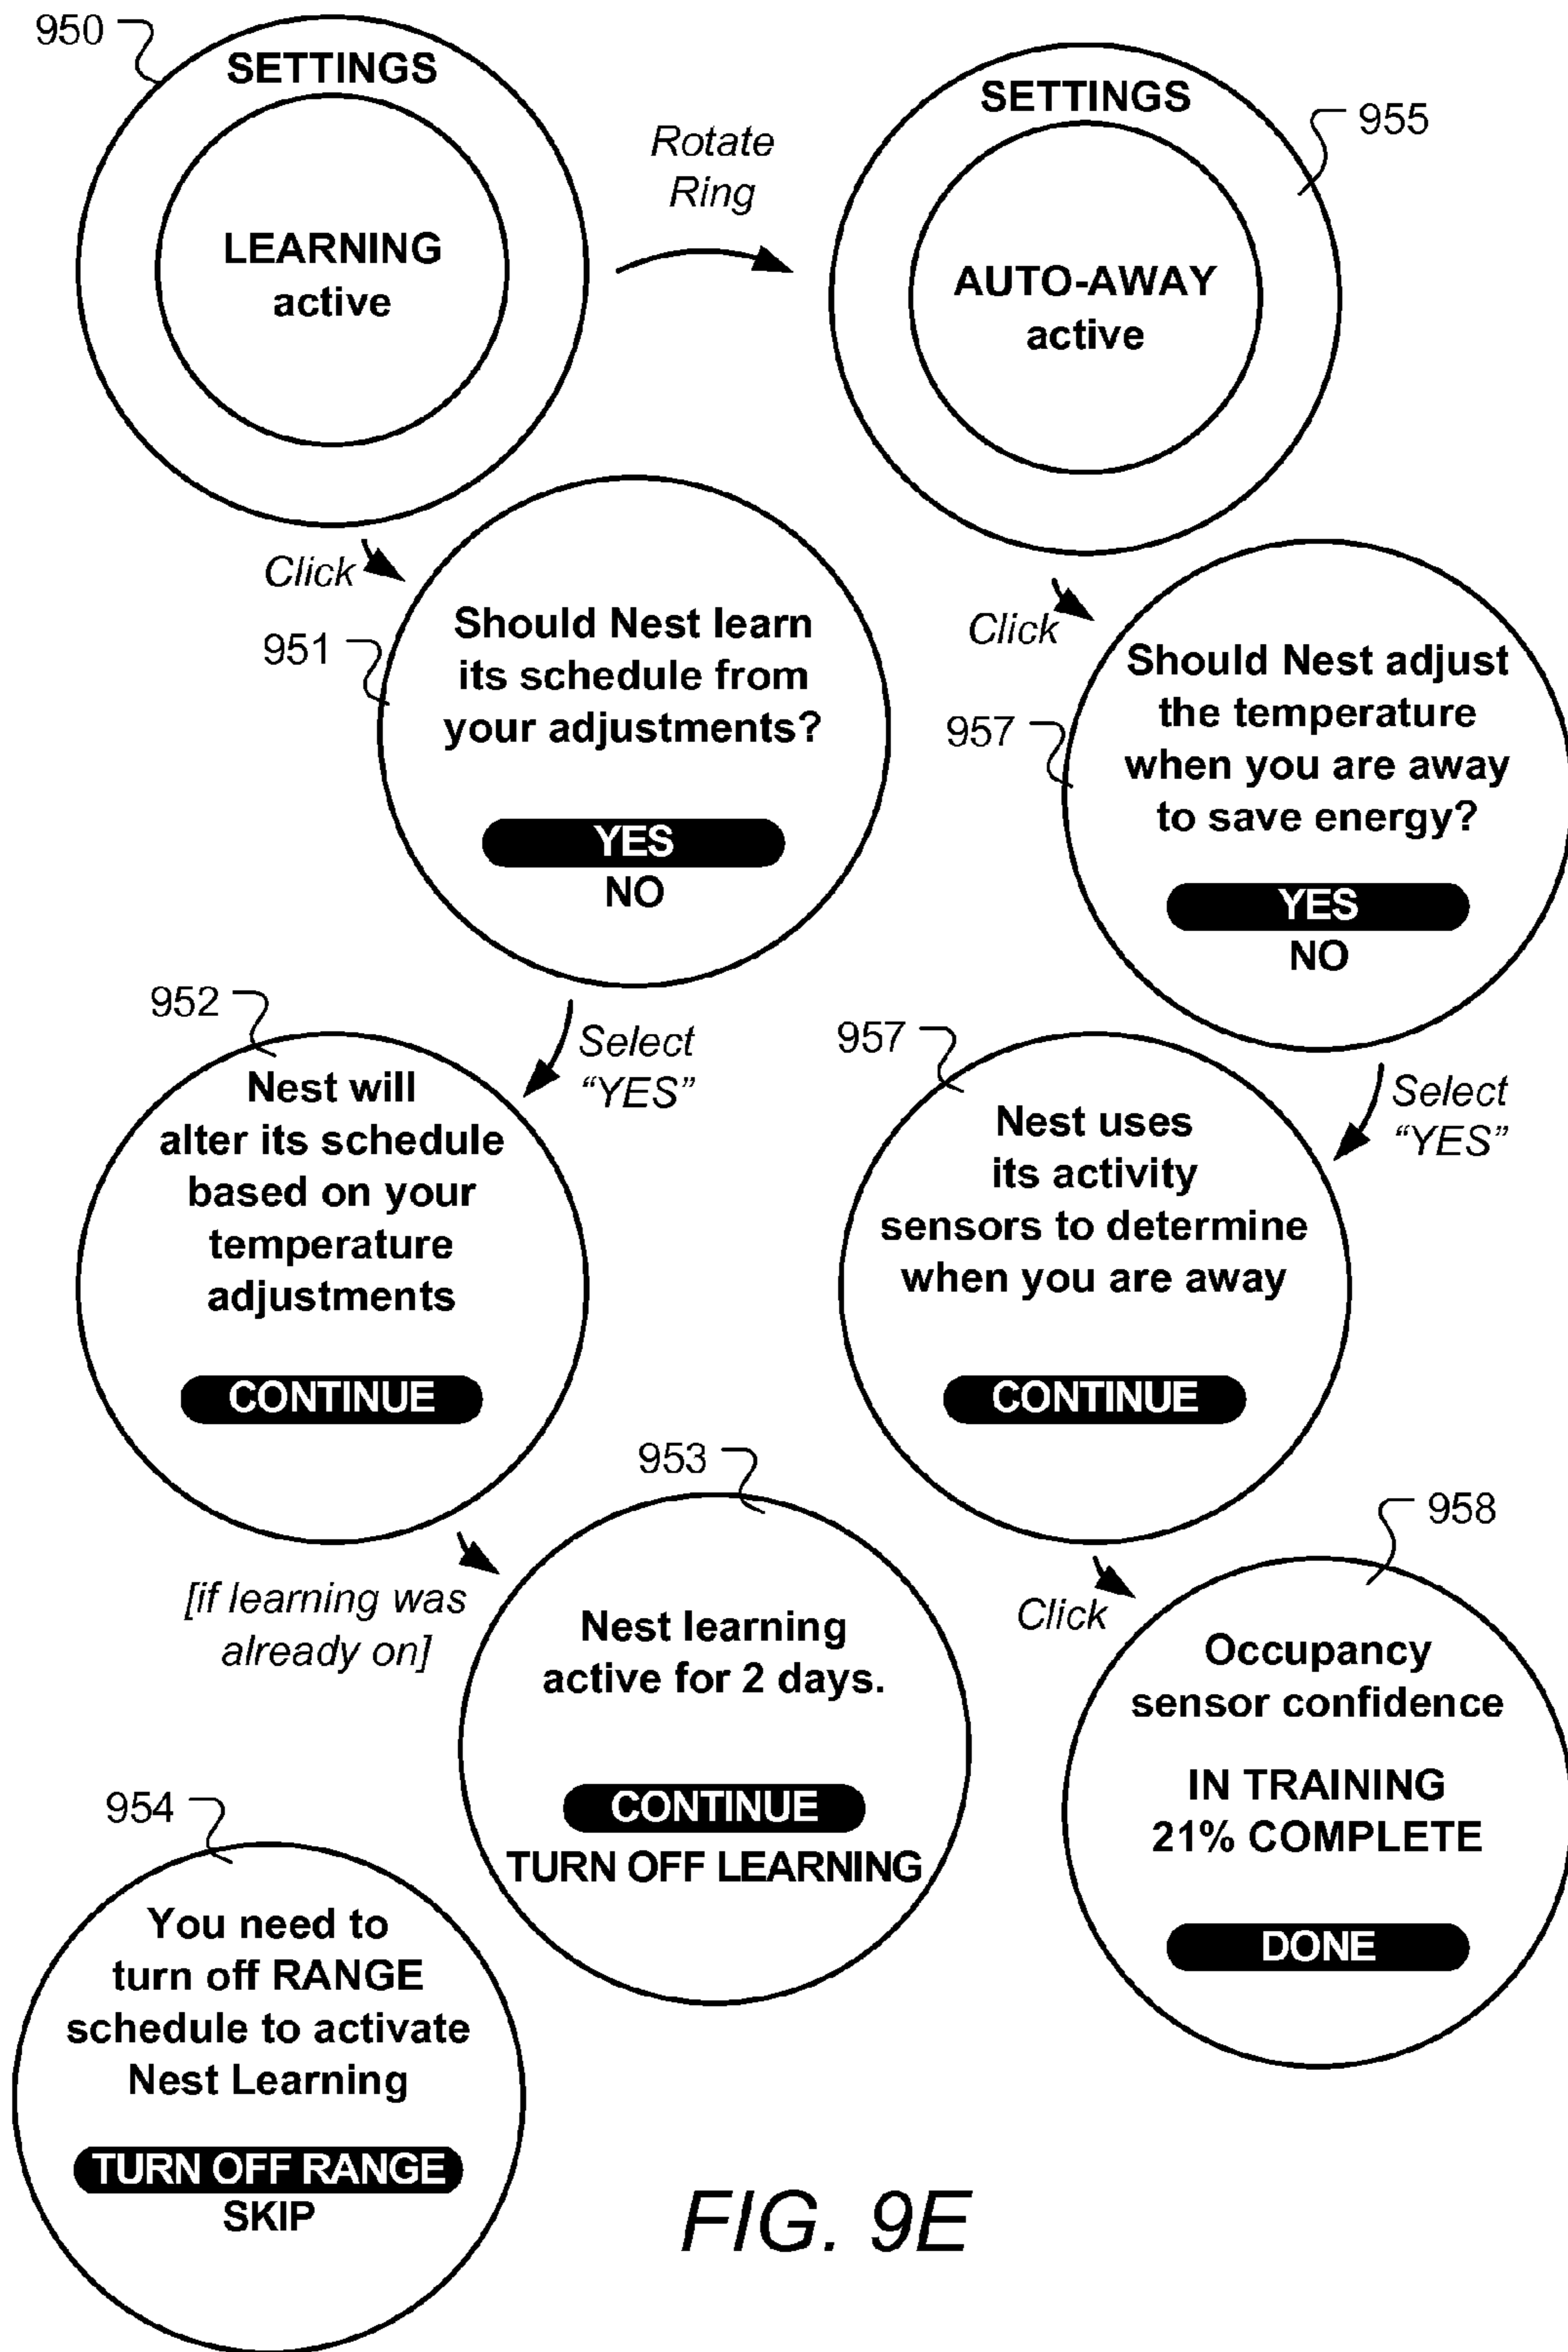 950
SETTINGS
LEARNING
active
Rotate
Ring
SETTINGS
955
AUTO-AWAY
active
Click
951
Should Nest learn
its schedule from
your adjustments?
YES
NO
Click
957
Should Nest adjust
the temperature
when you are away
to save energy?
YES
NO
952
Select
“YES”
Nest will
alter its schedule
based on your
temperature
adjustments
CONTINUE
957
Select
“YES”
Nest uses
its activity
sensors to determine
when you are away
CONTINUE
[if learning was
already on]
953
Nest learning
active for 2 days.
CONTINUE
TURN OFF LEARNING
Click
958
Occupancy
sensor confidence
IN TRAINING
21% COMPLETE
DONE
954
You need to
turn off RANGE
schedule to activate
Nest Learning
TURN OFF RANGE
SKIP
FIG. 9E